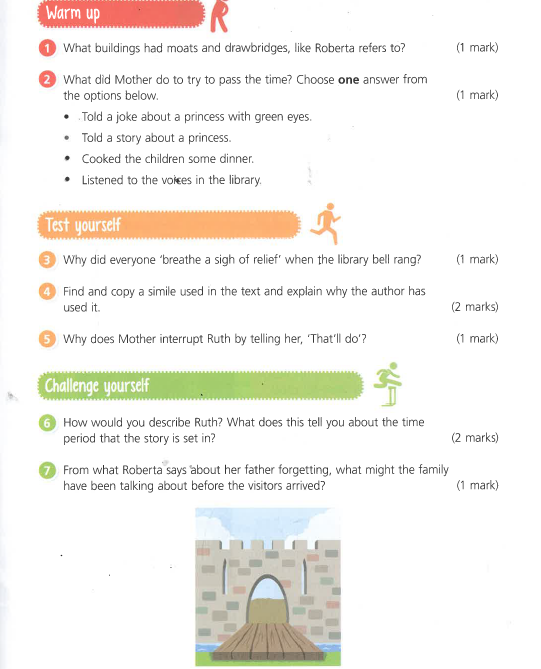 Warm up
1 What buildings had moats and drawbridges, like Roberta refers to? (1 mark)
2 What did Mother do to try to pass the time? Choose one answer from
the options below. (1 mark)
• Told a joke about a princess with green eyes.
• Told a story about a princess.
• Cooked the children some dinner.
• Listened to the voices in the library.
Test yourself
3 Why did everyone ‘breathe a sigh of relief’ when the library bell rang? (1 mark)
4 Find and copy a simile used in the text and explain why the author has
used it. (2 marks)
5 Why does Mother interrupt Ruth by telling her, ‘That’ll do’? (1 mark)
Challenge yourself
6 How would you describe Ruth? What does this tell you about the time
period that the story is set in? (2 marks)
7 From what Roberta says about her father forgetting, what might the family
have been talking about before the visitors arrived? (1 mark)